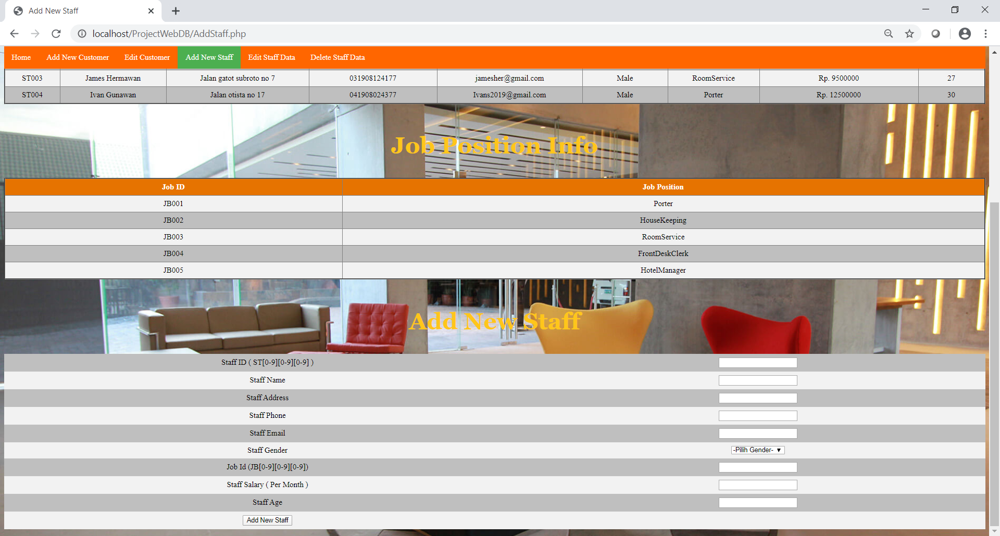 Add New Staff
localhost/ProjectWebDB/AddStaff.php
Home Add New Customer Edit Customer Add New Staff Edit Staff Data Delete Staff Data
ST003 James Hermawan Jalan gatot subroto no 7 031908124177 jamesher@gmail.com Male RoomService Rp. 9500000 27
ST004 Ivan Gunawan Jalan otista no 17 041908024377 Ivans2019@gmail.com Male Porter Rp. 12500000 30
Job Position Info
Job ID Job Position
JB001 Porter
JB002 HouseKeeping
JB003 RoomService
JB004 FrontDeskClerk
JB005 HotelManager
Add New Staff
Staff ID ( ST[0-9][0-9][0-9] )
Staff Name
Staff Address
Staff Phone
Staff Email
Staff Gender -Pilih Gender-
Job Id (JB[0-9][0-9][0-9])
Staff Salary ( Per Month )
Staff Age
Add New Staff